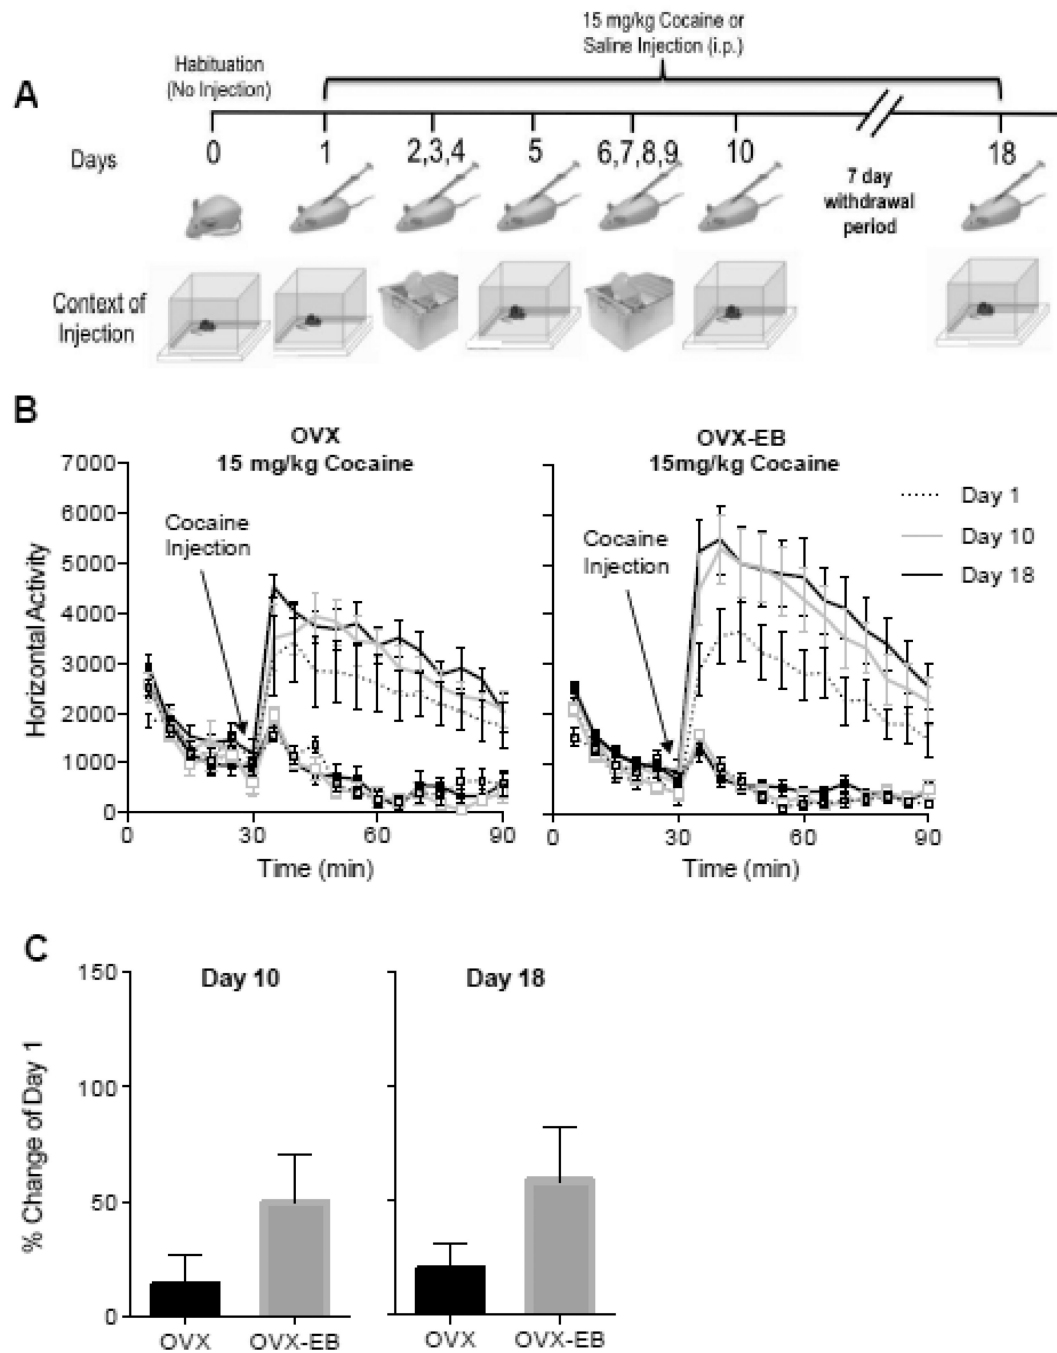 15 mg/kg Cocaine or
Saline Injection (i.p.)
Habituation
(No Injection)
A
Days
0
1
2,3,4
5
6,7,8,9
10
7 day
withdrawal
period
18
Context of
Injection
B
OVX
15 mg/kg Cocaine
OVX-EB
15mg/kg Cocaine
Horizontal Activity
7000
6000
5000
4000
3000
2000
1000
0
Cocaine
Injection
Cocaine
Injection
Day 1
Day 10
Day 18
0 30 60 90
Time (min)
0 30 60 90
Time (min)
C
% Change of Day 1
150
100
50
0
Day 10
Day 18
OVX OVX-EB
OVX OVX-EB